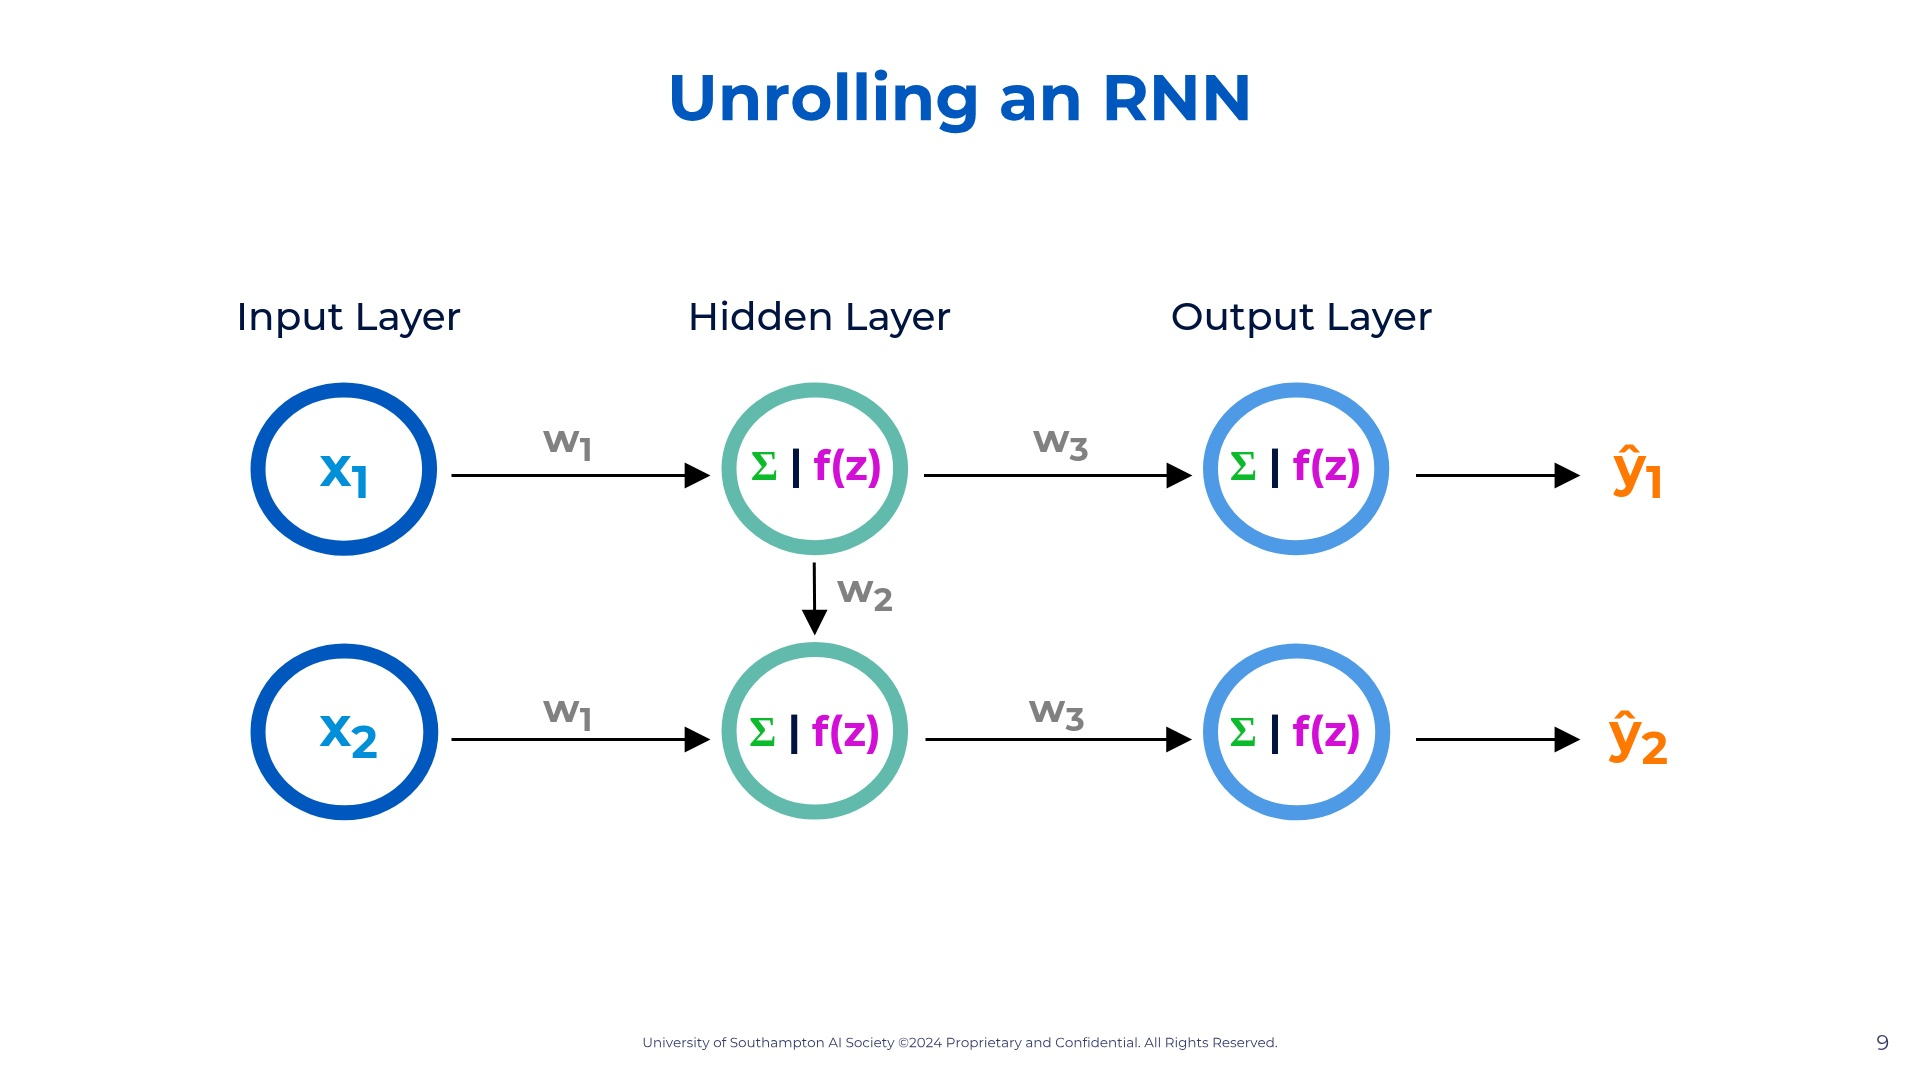 Unrolling an RNN
Input Layer Hidden Layer Output Layer
x₁ w₁ Σ | f(z) w₃ Σ | f(z) ŷ₁
w₂
x₂ w₁ Σ | f(z) w₃ Σ | f(z) ŷ₂
University of Southampton AI Society ©2024 Proprietary and Confidential. All Rights Reserved.
9